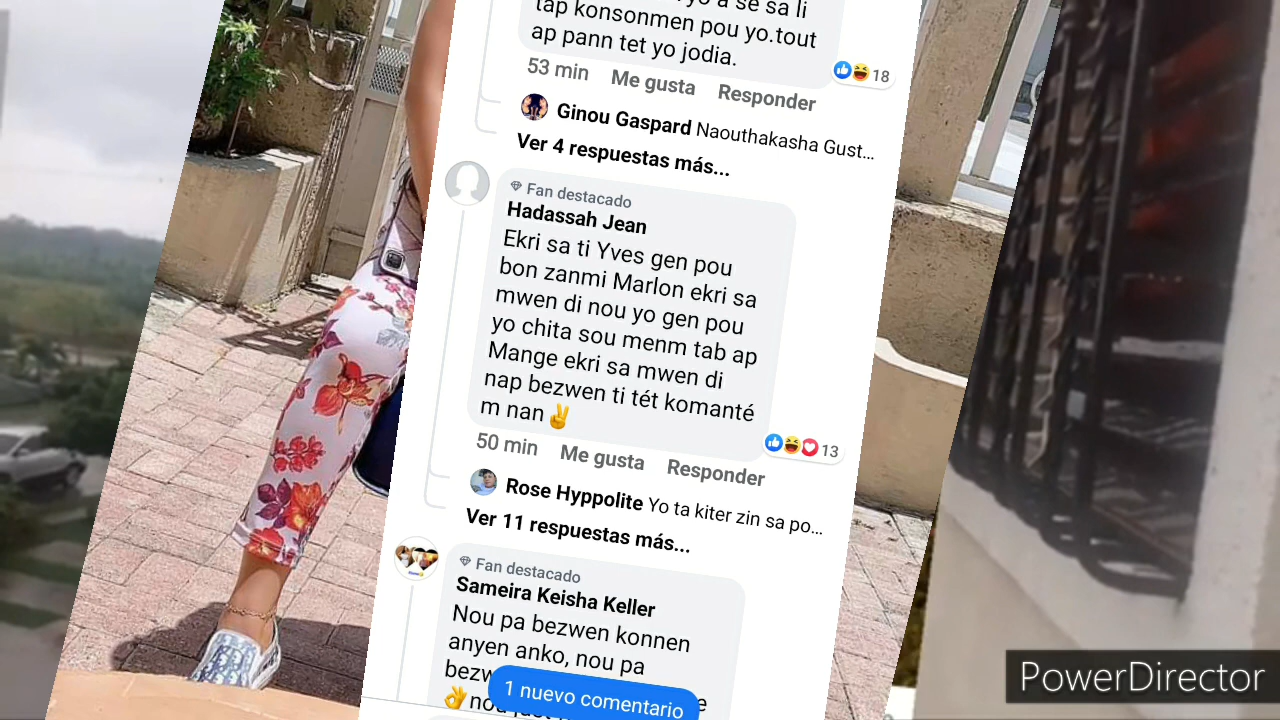 yo a se sa li
tap konsonmen pou yo.tout
ap pann tet yo jodia.
53 min Me gusta Responder 18
Ginou Gaspard Naouthakasha Gust...
Ver 4 respuestas más...
Fan destacado
Hadassah Jean
Ekri sa ti Yves gen pou
bon zanmi Marlon ekri sa
mwen di nou yo gen pou
yo chita sou menm tab ap
Mange ekri sa mwen di
nap bezwen ti tét komanté
m nan✌️
50 min Me gusta Responder 13
Rose Hyppolite Yo ta kiter zin sa po...
Ver 11 respuestas más...
Fan destacado
Sameira Keisha Keller
Nou pa bezwen konnen
anyen anko, nou pa
1 nuevo comentario
PowerDirector